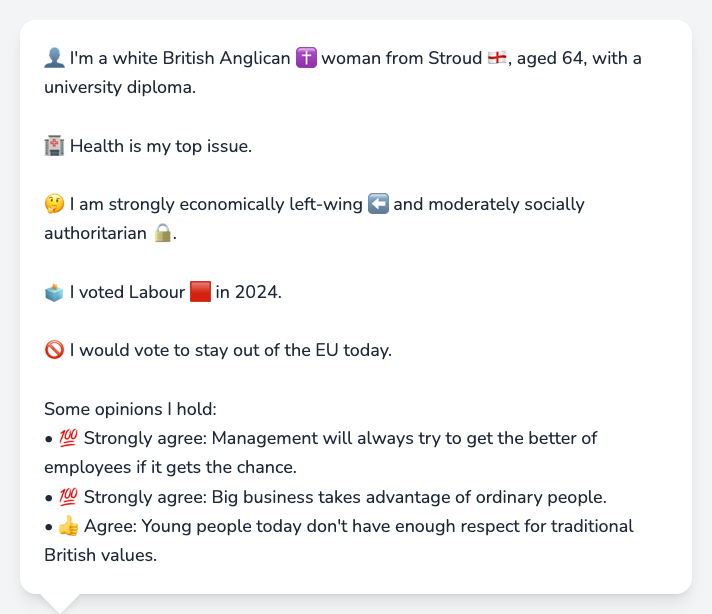 👤 I'm a white British Anglican ✝️ woman from Stroud 🏴󠁧󠁢󠁥󠁮󠁧󠁿, aged 64, with a
university diploma.
🏥 Health is my top issue.
🤔 I am strongly economically left-wing ⬅️ and moderately socially
authoritarian 🔒.
🗳️ I voted Labour 🟥 in 2024.
🚫 I would vote to stay out of the EU today.
Some opinions I hold:
• 💯 Strongly agree: Management will always try to get the better of
employees if it gets the chance.
• 💯 Strongly agree: Big business takes advantage of ordinary people.
• 👍 Agree: Young people today don't have enough respect for traditional
British values.